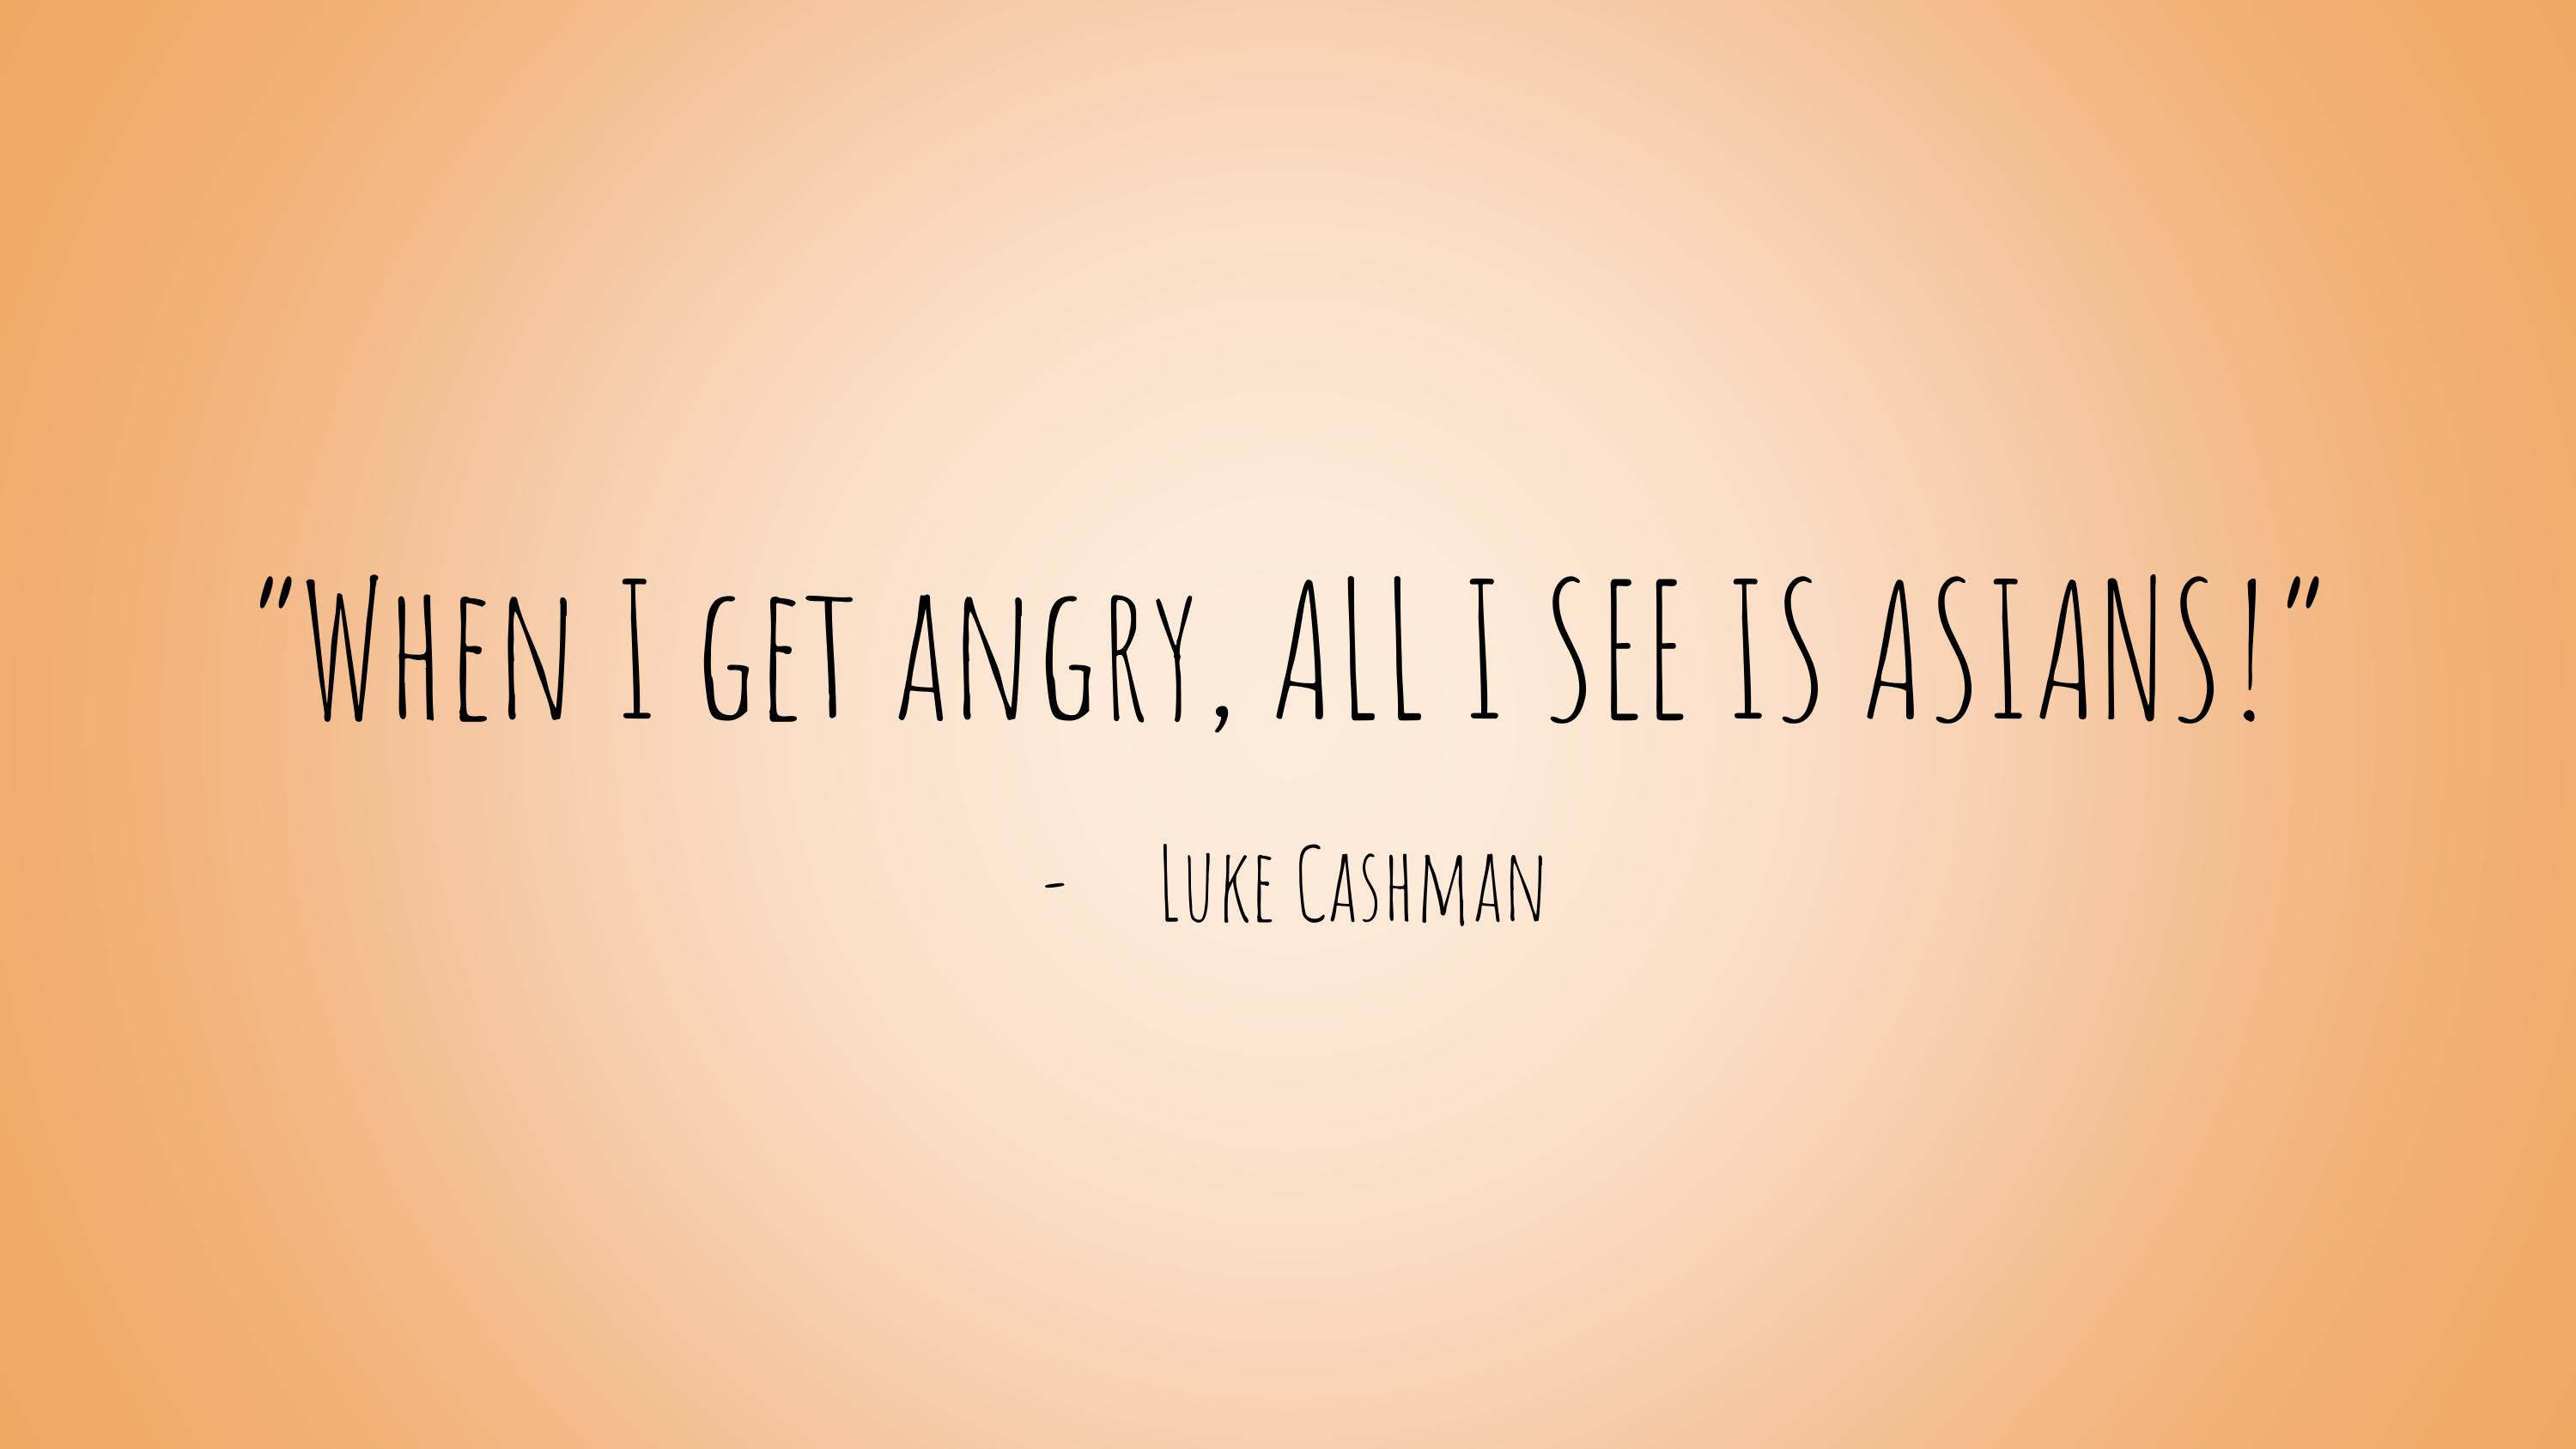 "When I get angry, ALL I SEE IS ASIANS!"
- Luke Cashman